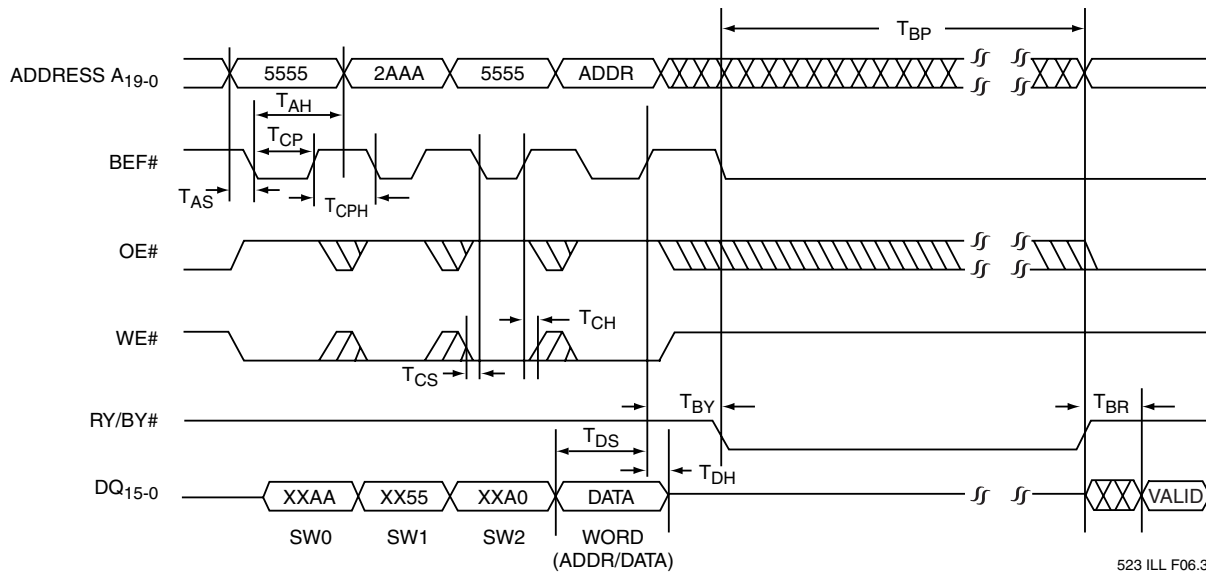 TBP
ADDRESS A19-0
5555
2AAA
5555
ADDR
TAH
TCP
BEF#
TAS
TCPH
OE#
WE#
TCH
TCS
RY/BY#
TBY
TBR
TDS
TDH
DQ15-0
XXAA
XX55
XXA0
DATA
VALID
SW0
SW1
SW2
WORD
(ADDR/DATA)
523 ILL F06.3